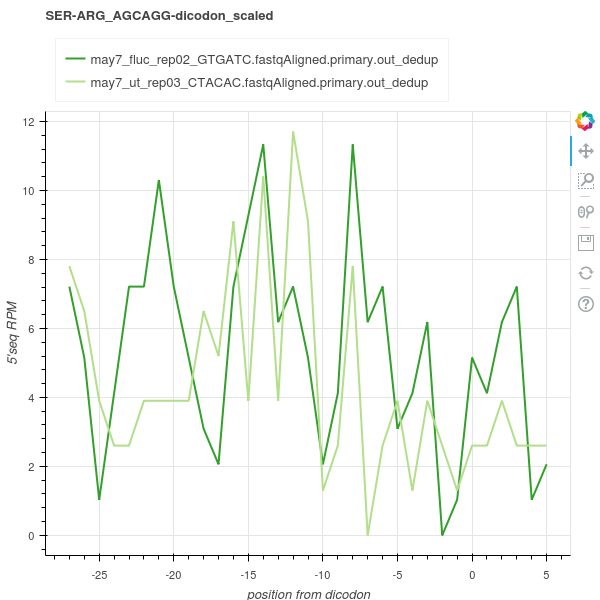 SER-ARG_AGCAGG-dicodon_scaled
may7_fluc_rep02_GTGATC.fastqAligned.primary.out_dedup
may7_ut_rep03_CTACAC.fastqAligned.primary.out_dedup
12
10
8
6
4
2
0
5'seq RPM
-25 -20 -15 -10 -5 0 5
position from dicodon